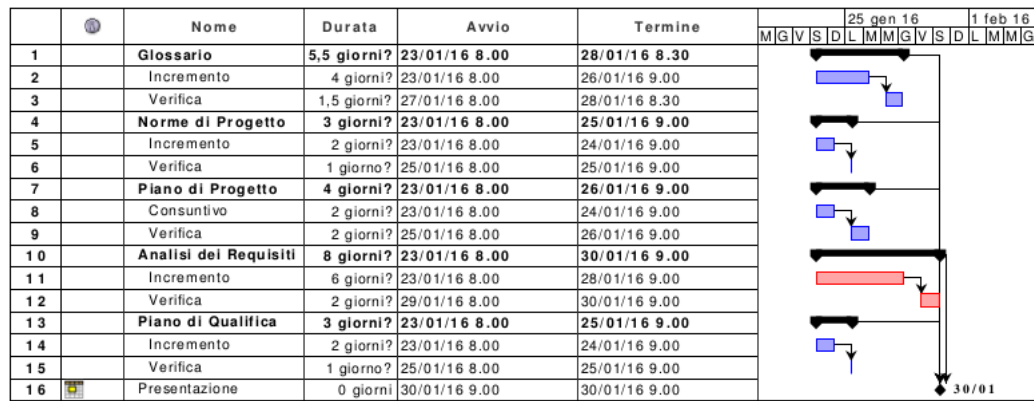 Nome Durata Avvio Termine 25 gen 16 1 feb 16
M G V S D L M M G V S D L M M G
1 Glossario 5,5 giorni? 23/01/16 8.00 28/01/16 8.30
2 Incremento 4 giorni? 23/01/16 8.00 26/01/16 9.00
3 Verifica 1,5 giorni? 27/01/16 8.00 28/01/16 8.30
4 Norme di Progetto 3 giorni? 23/01/16 8.00 25/01/16 9.00
5 Incremento 2 giorni? 23/01/16 8.00 24/01/16 9.00
6 Verifica 1 giorno? 25/01/16 8.00 25/01/16 9.00
7 Piano di Progetto 4 giorni? 23/01/16 8.00 26/01/16 9.00
8 Consuntivo 2 giorni? 23/01/16 8.00 24/01/16 9.00
9 Verifica 2 giorni? 25/01/16 8.00 26/01/16 9.00
10 Analisi dei Requisiti 8 giorni? 23/01/16 8.00 30/01/16 9.00
11 Incremento 6 giorni? 23/01/16 8.00 28/01/16 9.00
12 Verifica 2 giorni? 29/01/16 8.00 30/01/16 9.00
13 Piano di Qualifica 3 giorni? 23/01/16 8.00 25/01/16 9.00
14 Incremento 2 giorni? 23/01/16 8.00 24/01/16 9.00
15 Verifica 1 giorno? 25/01/16 8.00 25/01/16 9.00
16 Presentazione 0 giorni 30/01/16 9.00 30/01/16 9.00 30/01